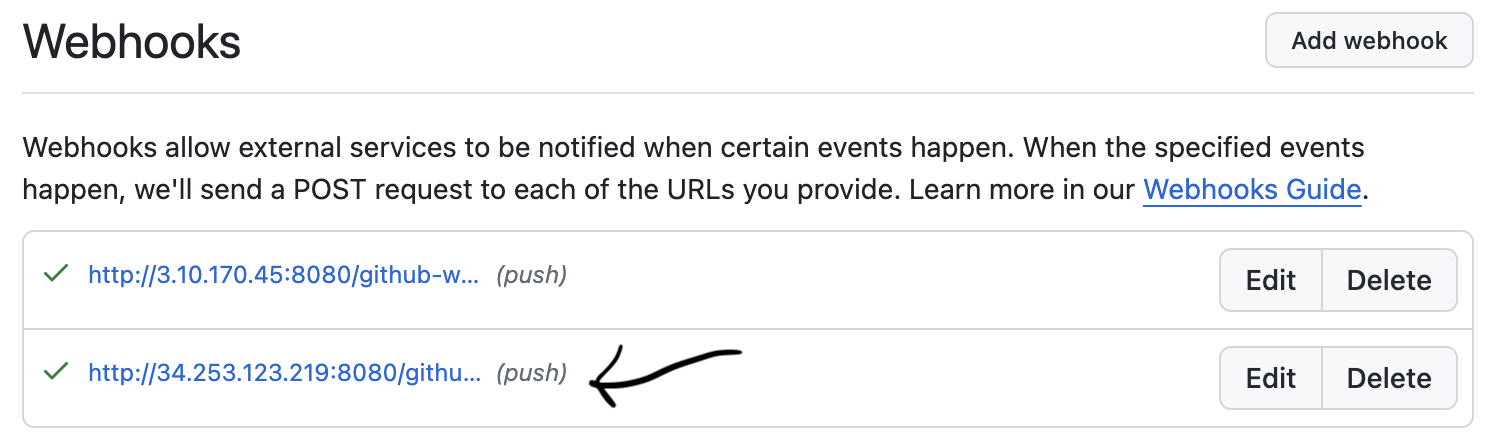 Webhooks
Add webhook
Webhooks allow external services to be notified when certain events happen. When the specified events
happen, we'll send a POST request to each of the URLs you provide. Learn more in our Webhooks Guide.
http://3.10.170.45:8080/github-w... (push)
Edit
Delete
http://34.253.123.219:8080/githu... (push)
Edit
Delete